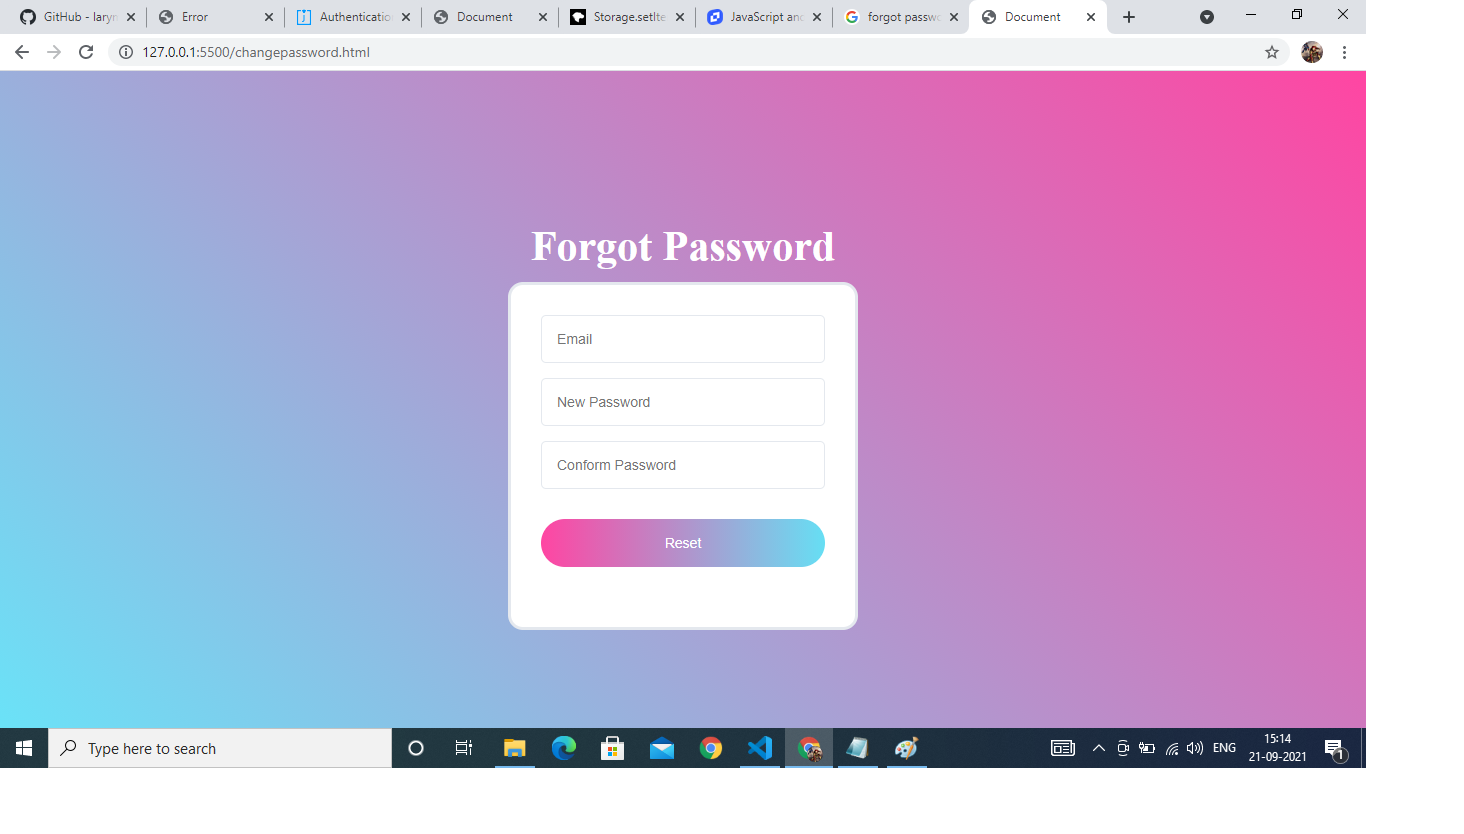 GitHub - laryn
Error
Authenticatio
Document
Storage.setIte
JavaScript and
forgot passwo
Document
127.0.0.1:5500/changepassword.html
Forgot Password
Email
New Password
Conform Password
Reset
Type here to search
ENG
15:14
21-09-2021
1